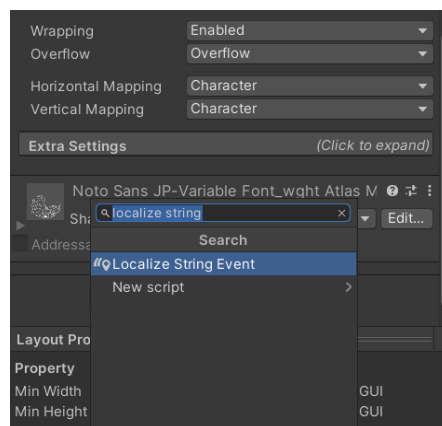 Wrapping Enabled
Overflow Overflow
Horizontal Mapping Character
Vertical Mapping Character
Extra Settings (Click to expand)
Noto Sans JP-Variable Font_wght Atlas M
Sha Edit...
localize string
Addressa
Search
Localize String Event
New script
Layout Pro
Property
Min Width GUI
Min Height GUI